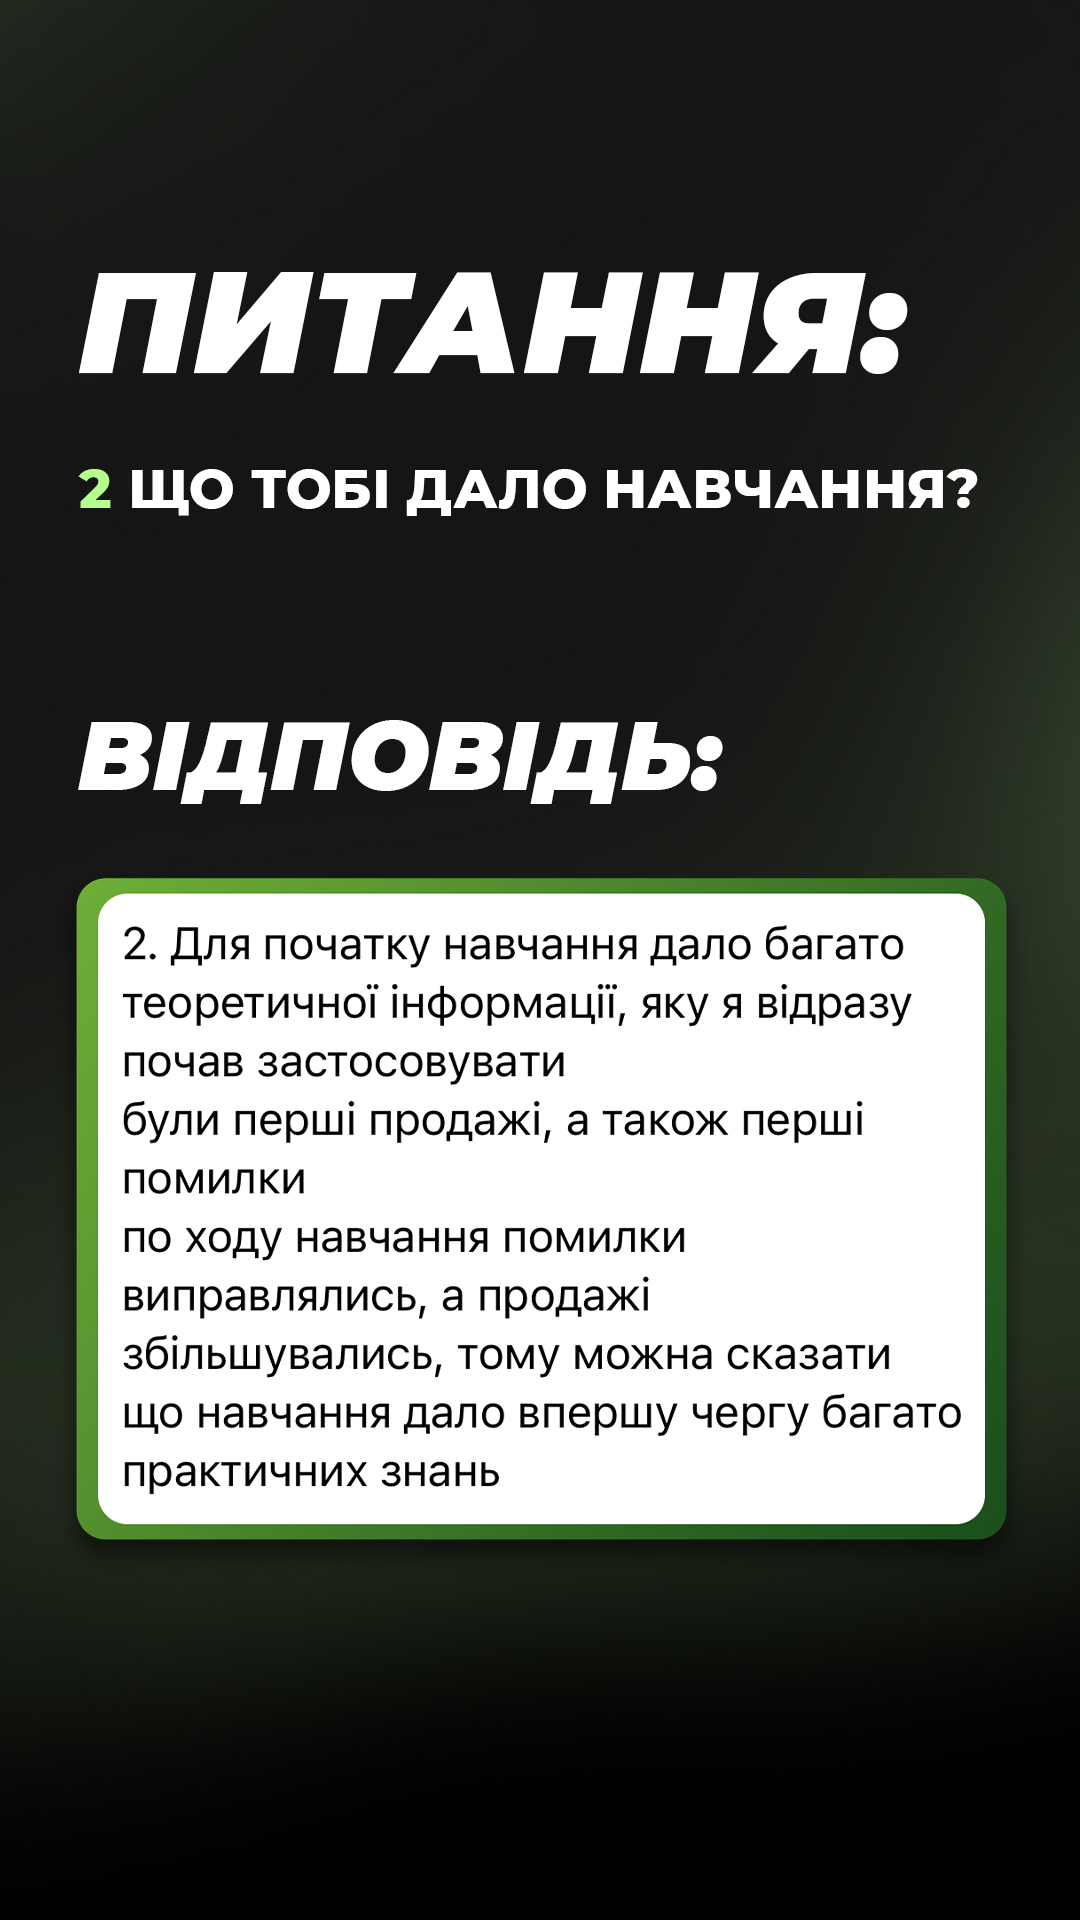 ПИТАННЯ:
2 ЩО ТОБІ ДАЛО НАВЧАННЯ?
ВІДПОВІДЬ:
2. Для початку навчання дало багато
теоретичної інформації, яку я відразу
почав застосовувати
були перші продажі, а також перші
помилки
по ходу навчання помилки
виправлялись, а продажі
збільшувались, тому можна сказати
що навчання дало впершу чергу багато
практичних знань